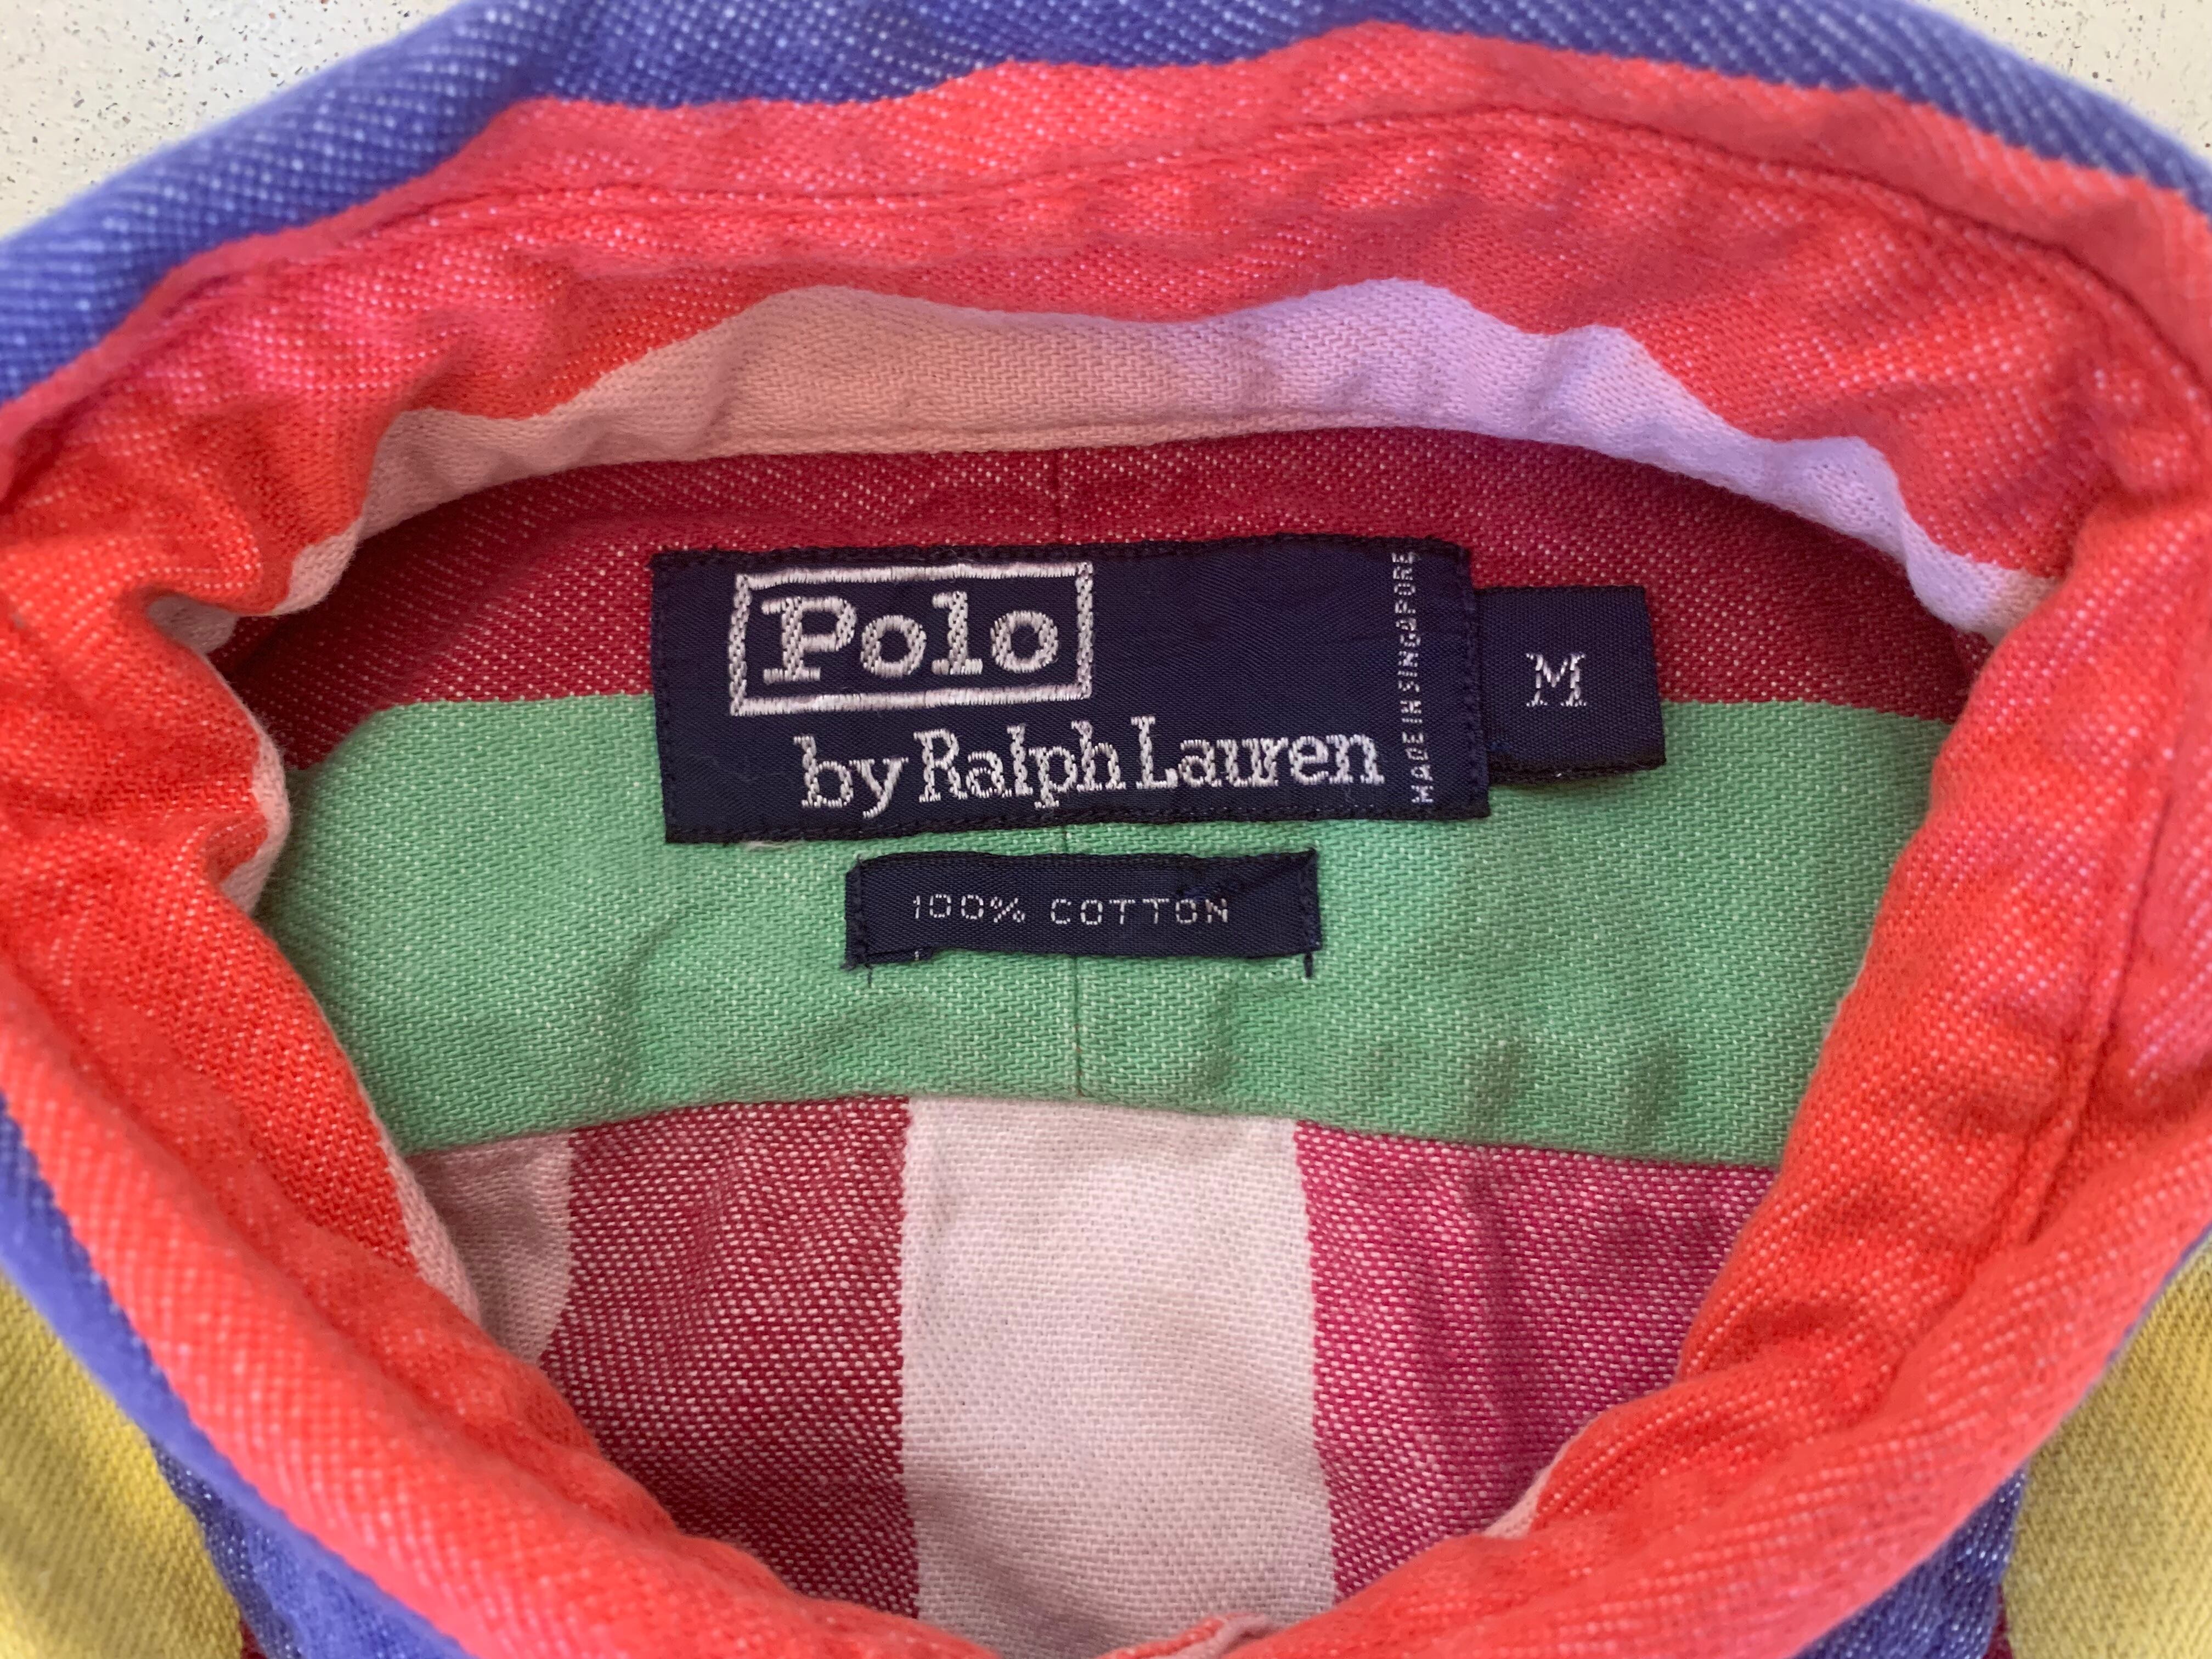 Polo
by Ralph Lauren
MADE IN SINGAPORE
M
100% COTTON